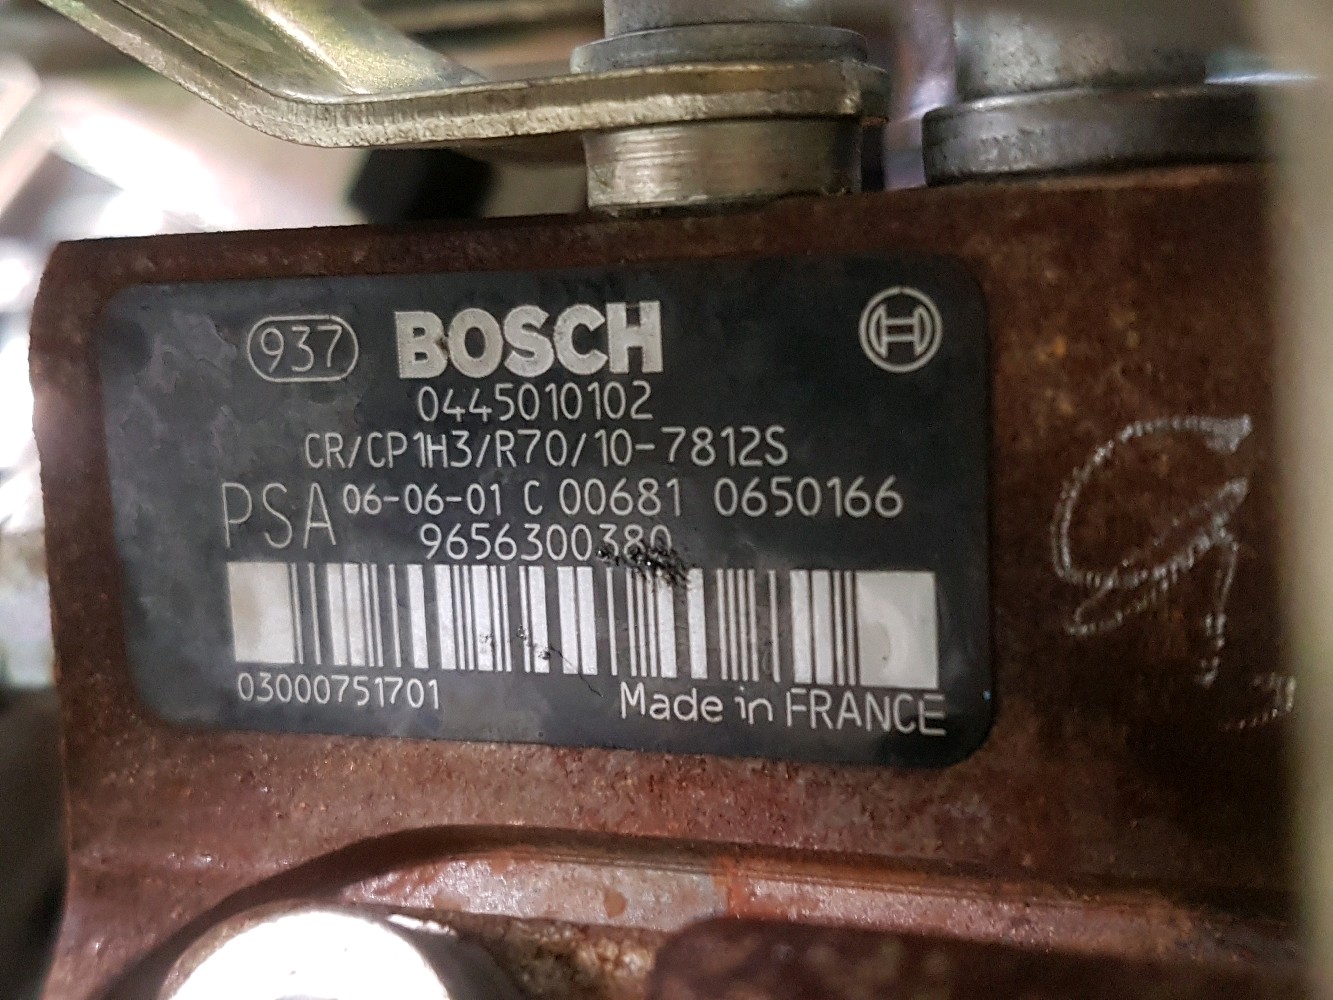 937 BOSCH
0445010102
CR/CP1H3/R70/10-7812S
PSA 06-06-01 C 00681 0650166
9656300380
03000751701 Made in FRANCE